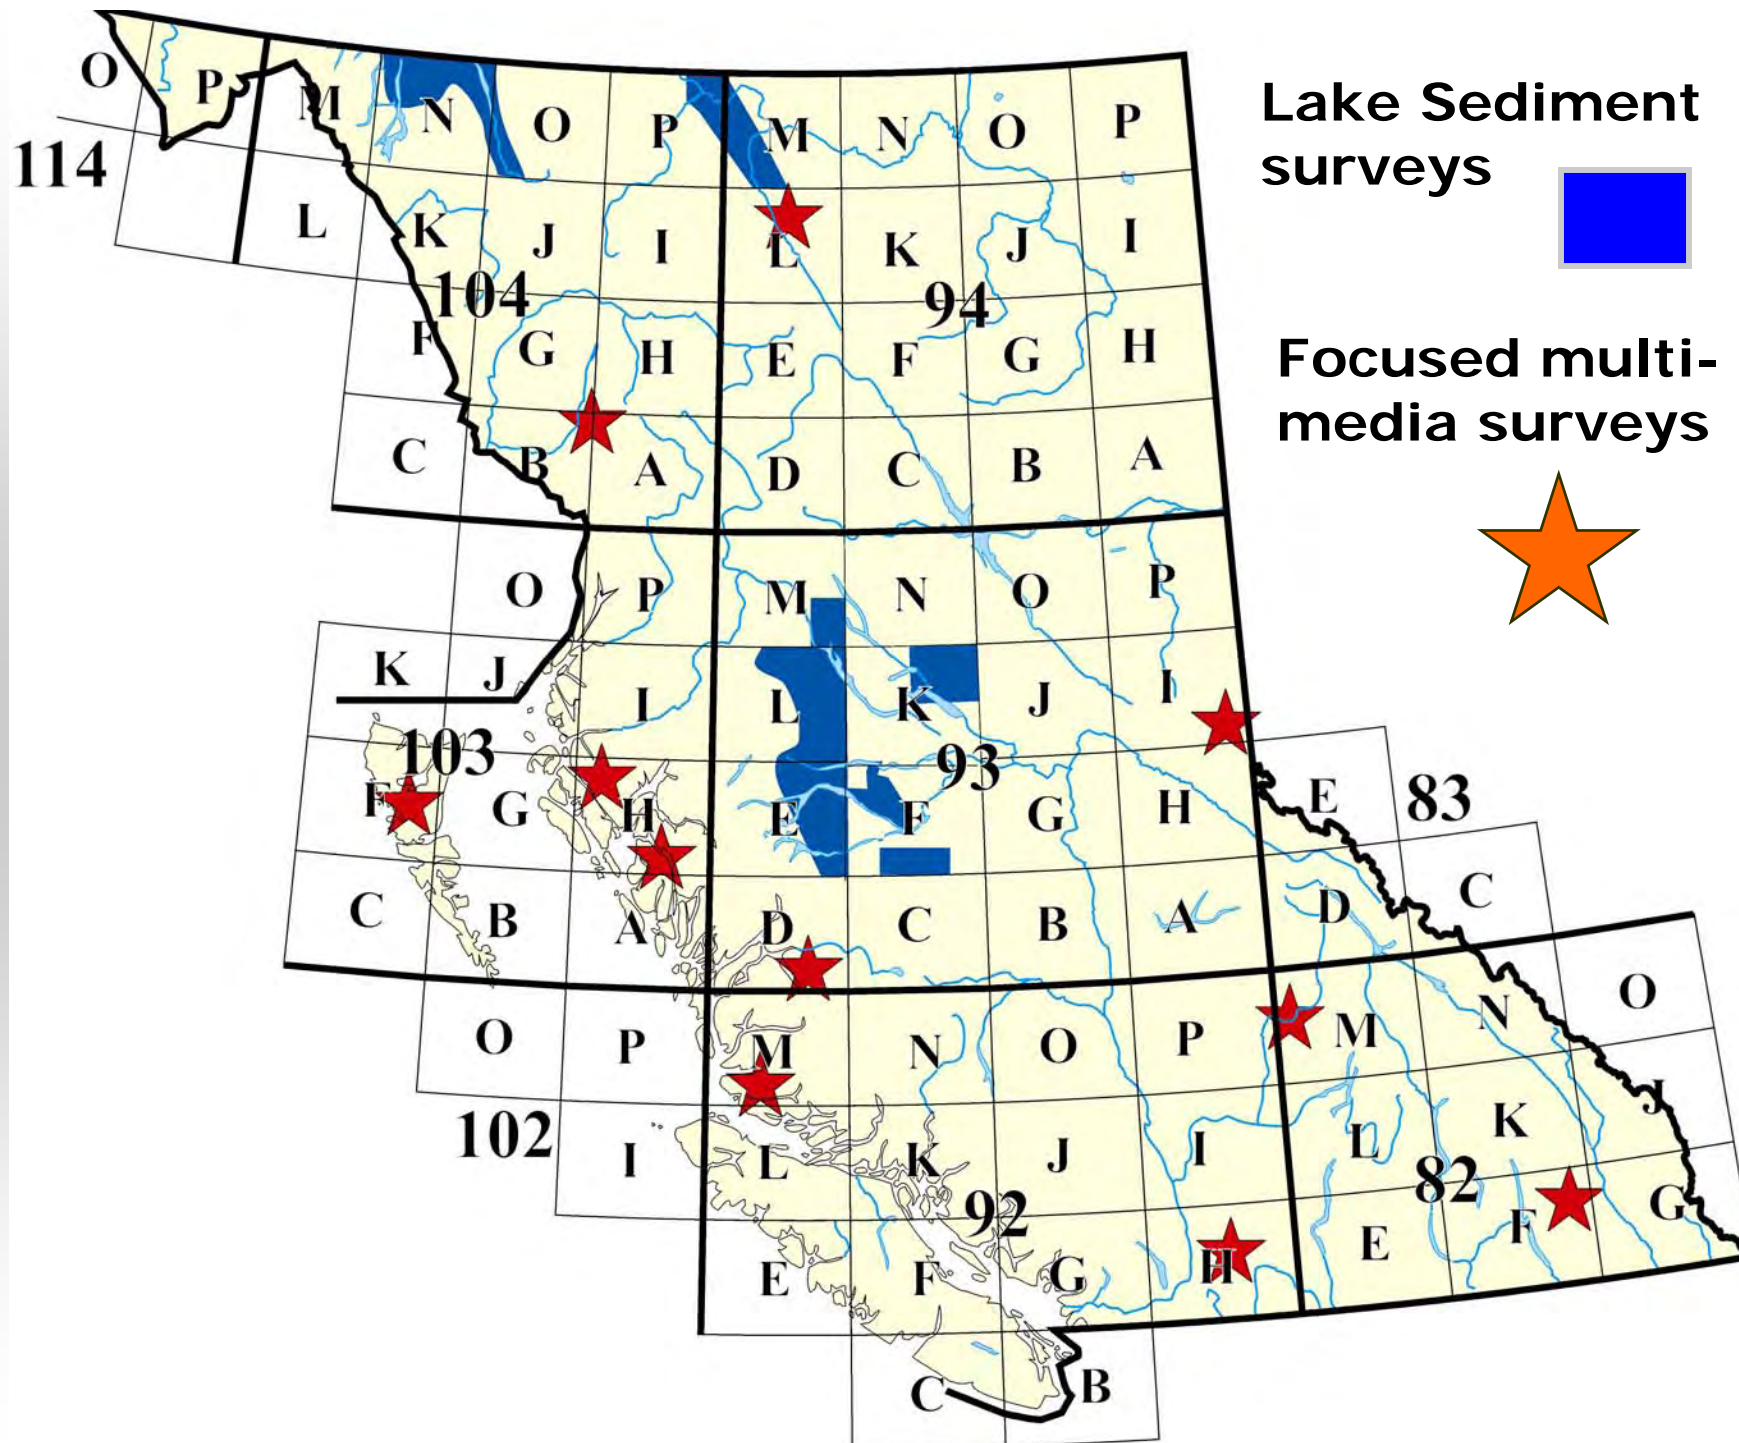 Lake Sediment
surveys
Focused multi-
media surveys
O P M N O P M N O P
114
L K J I L K J I
104 94
F G H E F G H
C B A D C B A
O P M N O P
K J I L K J I
103 93
F G H E F G H E 83
C B A D C B A D C
O P M N O P M N O
102
I L K J I L K J
92 82
E F G H E F G
C B